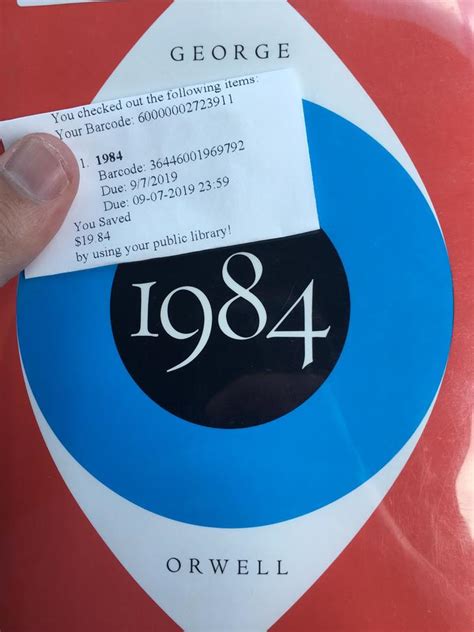 GEORGE
You checked out the following items:
Your Barcode: 60000002723911
1. 1984
Barcode: 36446001969792
Due: 9/7/2019
Due: 09-07-2019 23:59
You Saved
$19.84
by using your public library!
1984
ORWELL